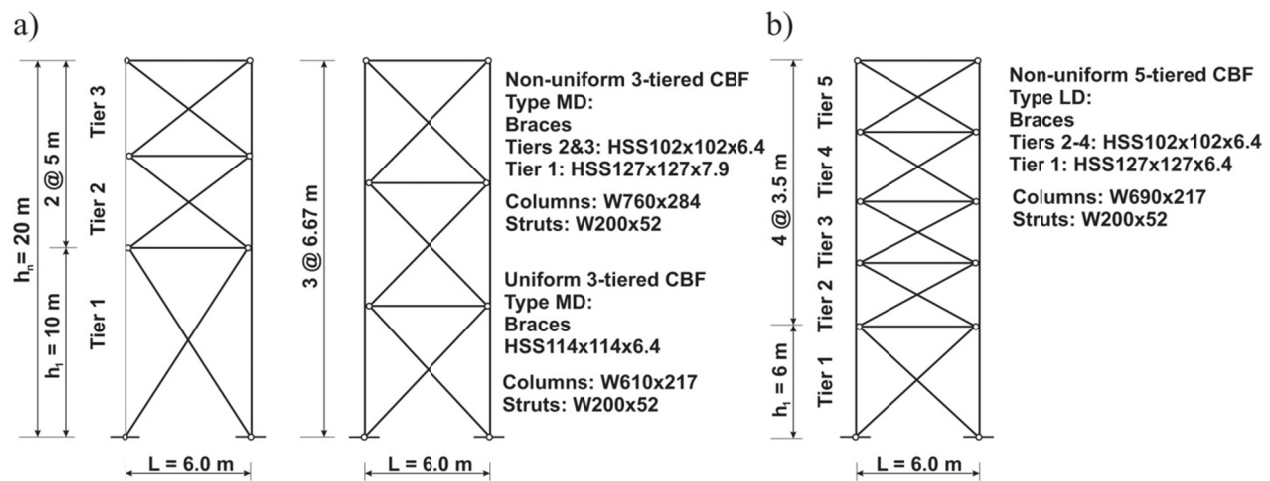 a)
hn= 20 m
2 @ 5 m
h1 = 10 m
Tier 3
Tier 2
Tier 1
L = 6.0 m
3 @ 6.67 m
L = 6.0 m
Non-uniform 3-tiered CBF
Type MD:
Braces
Tiers 2&3: HSS102x102x6.4
Tier 1: HSS127x127x7.9
Columns: W760x284
Struts: W200x52
Uniform 3-tiered CBF
Type MD:
Braces
HSS114x114x6.4
Columns: W610x217
Struts: W200x52
b)
4 @ 3.5 m
h1 = 6 m
Tier 5
Tier 4
Tier 3
Tier 2
Tier 1
L = 6.0 m
Non-uniform 5-tiered CBF
Type LD:
Braces
Tiers 2-4: HSS102x102x6.4
Tier 1: HSS127x127x6.4
Columns: W690x217
Struts: W200x52